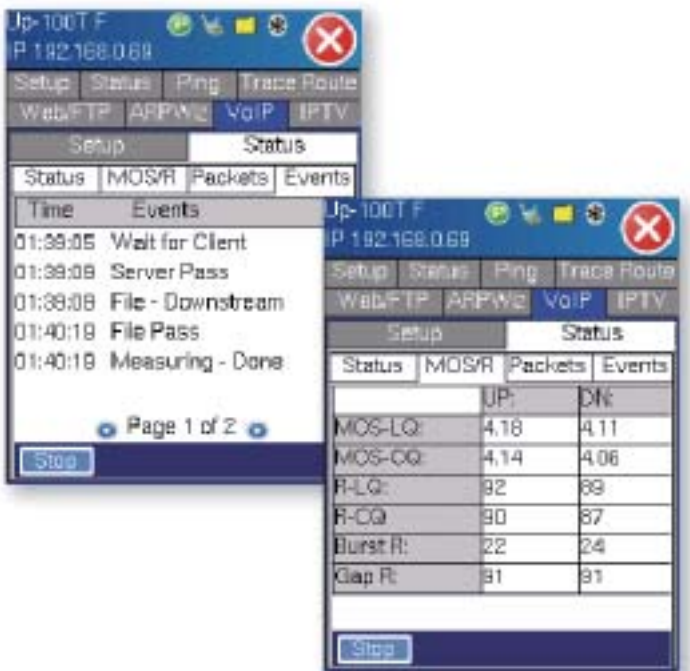 Up-100T F
IP 192.168.0.69
Setup Status Ping Trace Route
Web/FTP ARPWiz VoIP IPTV
Setup Status
Status MOS/R Packets Events
Time Events
01:39:05 Wait for Client
01:39:09 Server Pass
01:39:09 File - Downstream
01:40:19 File Pass
01:40:19 Measuring - Done
Page 1 of 2
Stop
Up-100T F
IP 192.168.0.69
Setup Status Ping Trace Route
Web/FTP ARPWiz VoIP IPTV
Setup Status
Status MOS/R Packets Events
UP: DN:
MOS-LQ: 4.18 4.11
MOS-CQ: 4.14 4.06
R-LQ: 92 89
R-CQ 90 87
Burst R: 22 24
Gap R: 91 91
Stop